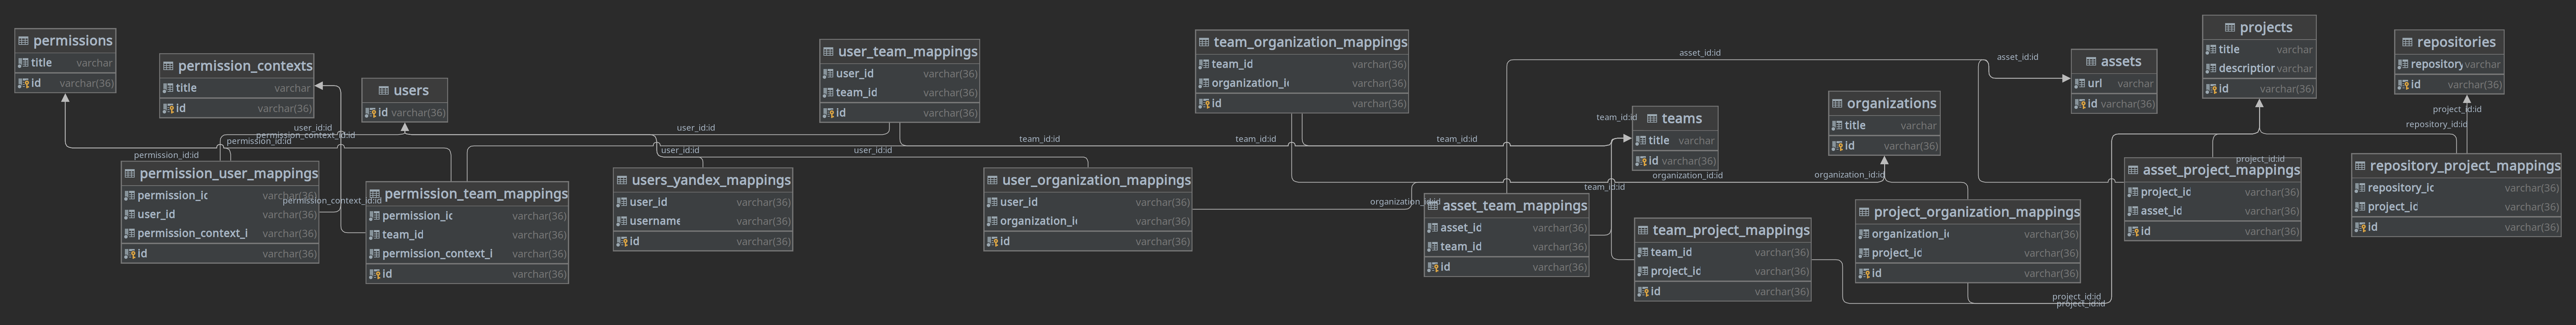 permissions
title varchar
id varchar(36)
permission_contexts
title varchar
id varchar(36)
users
id varchar(36)
user_team_mappings
user_id varchar(36)
team_id varchar(36)
id varchar(36)
team_organization_mappings
team_id varchar(36)
organization_id varchar(36)
id varchar(36)
teams
title varchar
id varchar(36)
organizations
title varchar
id varchar(36)
assets
url varchar
id varchar(36)
projects
title varchar
description varchar
id varchar(36)
repositories
repository varchar
id varchar(36)
permission_user_mappings
permission_id varchar(36)
user_id varchar(36)
permission_context_i varchar(36)
id varchar(36)
permission_team_mappings
permission_id varchar(36)
team_id varchar(36)
permission_context_i varchar(36)
id varchar(36)
users_yandex_mappings
user_id varchar(36)
username varchar(36)
id varchar(36)
user_organization_mappings
user_id varchar(36)
organization_id varchar(36)
id varchar(36)
asset_team_mappings
asset_id varchar(36)
team_id varchar(36)
id varchar(36)
team_project_mappings
team_id varchar(36)
project_id varchar(36)
id varchar(36)
project_organization_mappings
organization_id varchar(36)
project_id varchar(36)
id varchar(36)
asset_project_mappings
project_id varchar(36)
asset_id varchar(36)
id varchar(36)
repository_project_mappings
repository_id varchar(36)
project_id varchar(36)
id varchar(36)
user_id:id
permission_context_id:id
permission_id:id
permission_id:id
permission_context_id:id
user_id:id
user_id:id
user_id:id
team_id:id
team_id:id
team_id:id
team_id:id
team_id:id
organization_id:id
organization_id:id
organization_id:id
asset_id:id
asset_id:id
project_id:id
project_id:id
project_id:id
project_id:id
repository_id:id